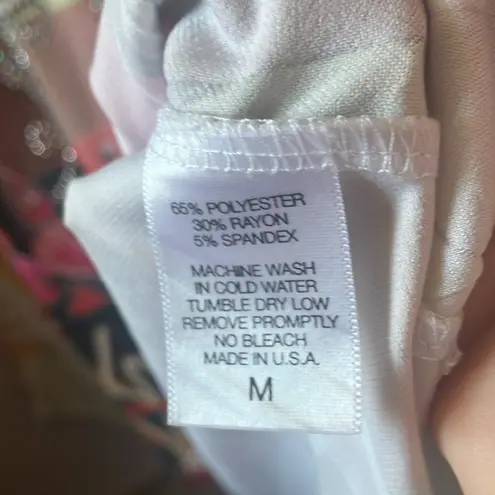 65% POLYESTER
30% RAYON
5% SPANDEX
MACHINE WASH
IN COLD WATER
TUMBLE DRY LOW
REMOVE PROMPTLY
NO BLEACH
MADE IN U.S.A.
M